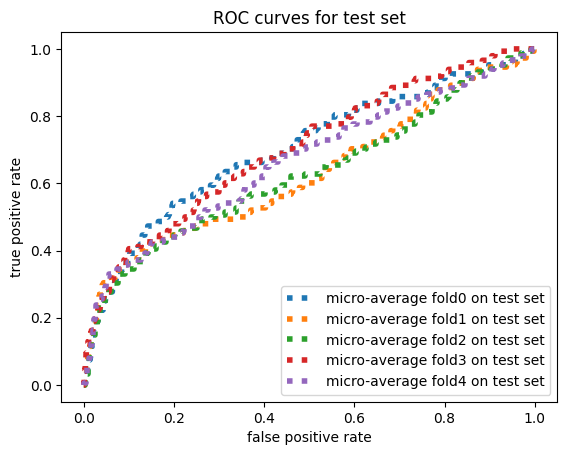 ROC curves for test set
1.0
0.8
0.6
0.4
0.2
0.0
true positive rate
micro-average fold0 on test set
micro-average fold1 on test set
micro-average fold2 on test set
micro-average fold3 on test set
micro-average fold4 on test set
0.0 0.2 0.4 0.6 0.8 1.0
false positive rate